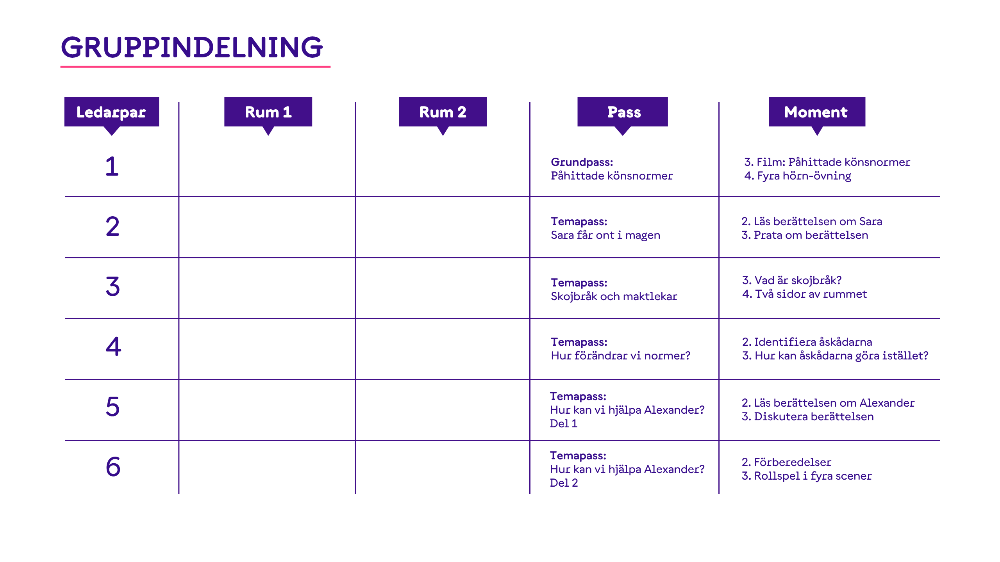 GRUPPINDELNING
Ledarpar
Rum 1
Rum 2
Pass
Moment
1
Grundpass:
Påhittade könsnormer
3. Film: Påhittade könsnormer
4. Fyra hörn-övning
2
Temapass:
Sara får ont i magen
2. Läs berättelsen om Sara
3. Prata om berättelsen
3
Temapass:
Skojbråk och maktlekar
3. Vad är skojbråk?
4. Två sidor av rummet
4
Temapass:
Hur förändrar vi normer?
2. Identifiera åskådarna
3. Hur kan åskådarna göra istället?
5
Temapass:
Hur kan vi hjälpa Alexander?
Del 1
2. Läs berättelsen om Alexander
3. Diskutera berättelsen
6
Temapass:
Hur kan vi hjälpa Alexander?
Del 2
2. Förberedelser
3. Rollspel i fyra scener